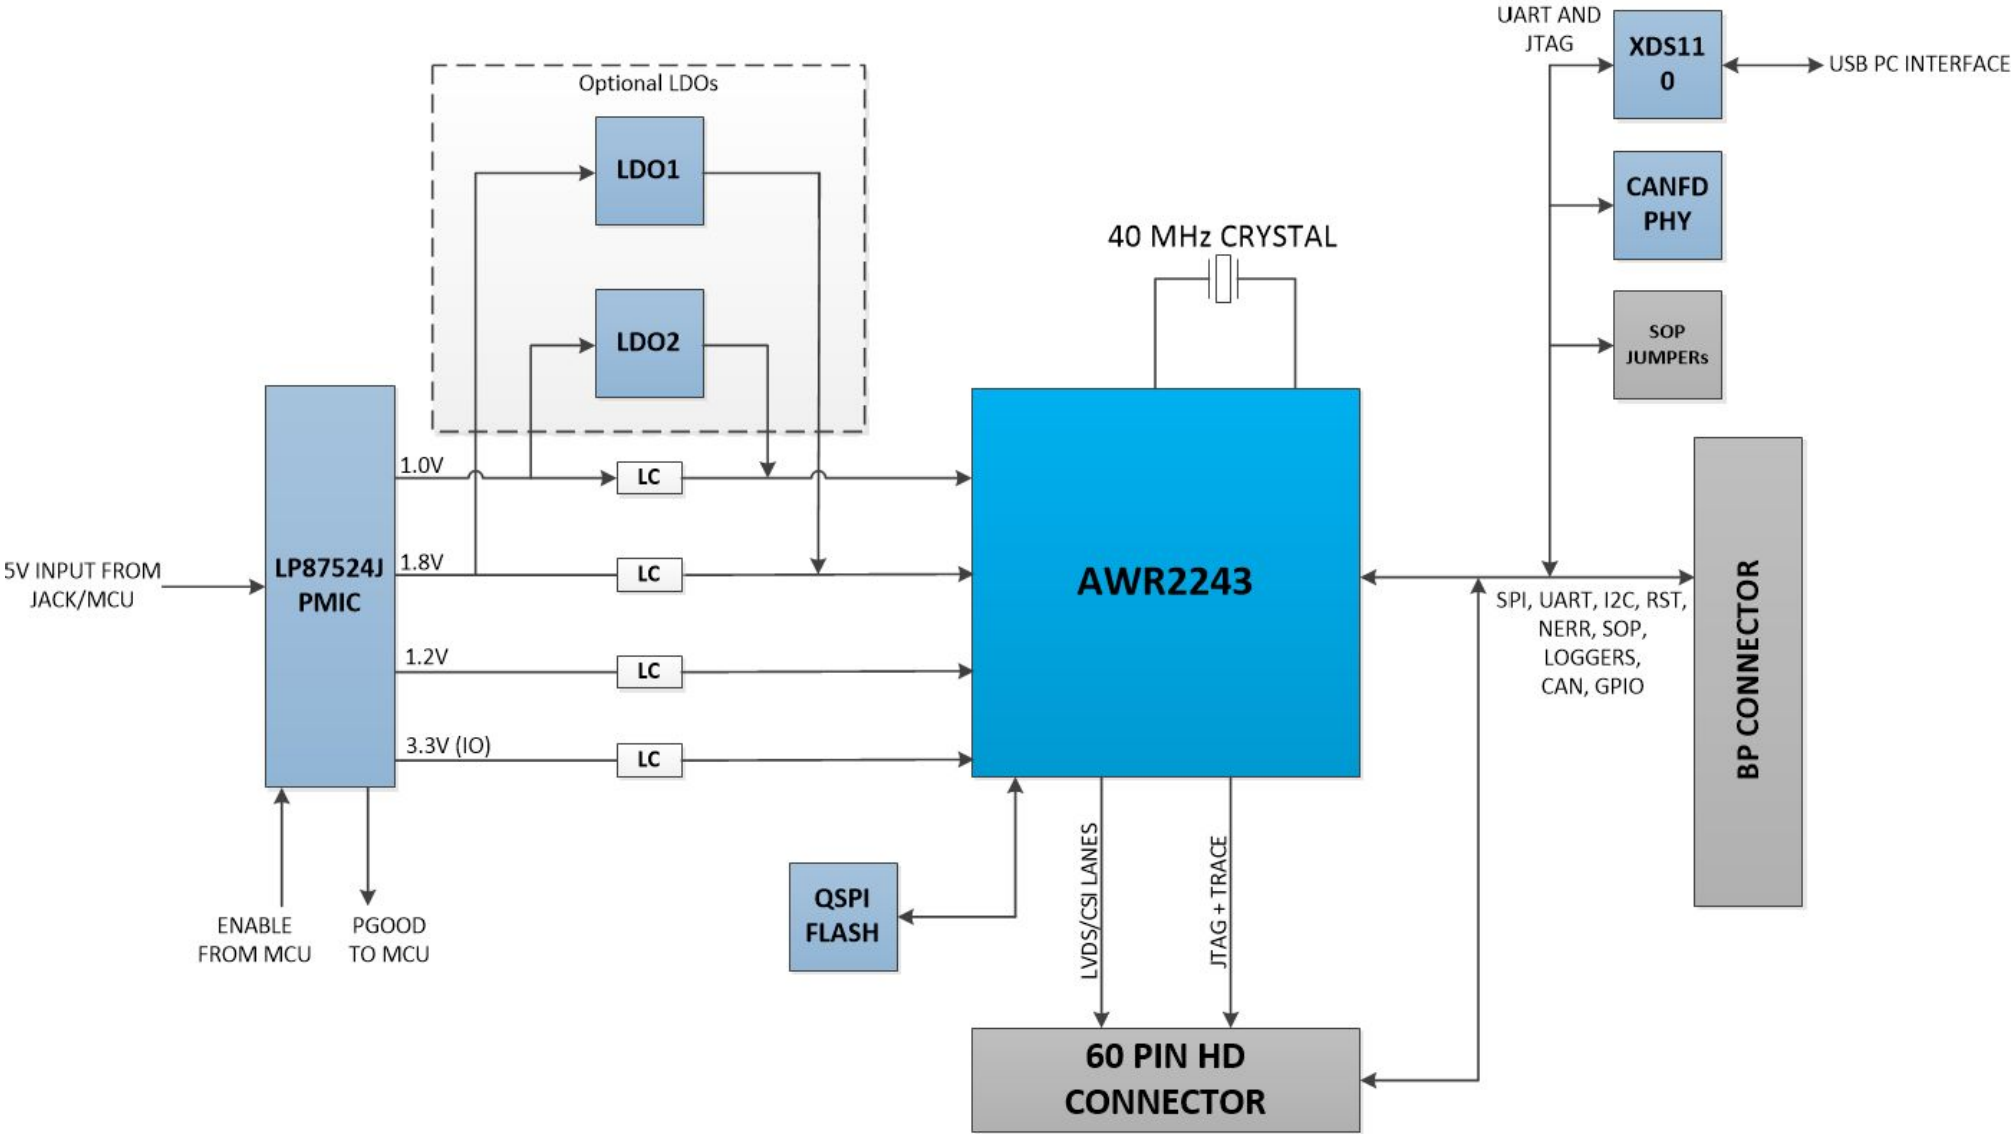 UART AND
JTAG
XDS11
0
USB PC INTERFACE
Optional LDOs
LDO1
CANFD
PHY
40 MHz CRYSTAL
LDO2
SOP
JUMPERs
1.0V
LC
5V INPUT FROM
JACK/MCU
LP87524J
PMIC
1.8V
LC
AWR2243
SPI, UART, I2C, RST,
NERR, SOP,
LOGGERS,
CAN, GPIO
BP CONNECTOR
1.2V
LC
3.3V (IO)
LC
ENABLE
FROM MCU
PGOOD
TO MCU
QSPI
FLASH
LVDS/CSI LANES
JTAG + TRACE
60 PIN HD
CONNECTOR